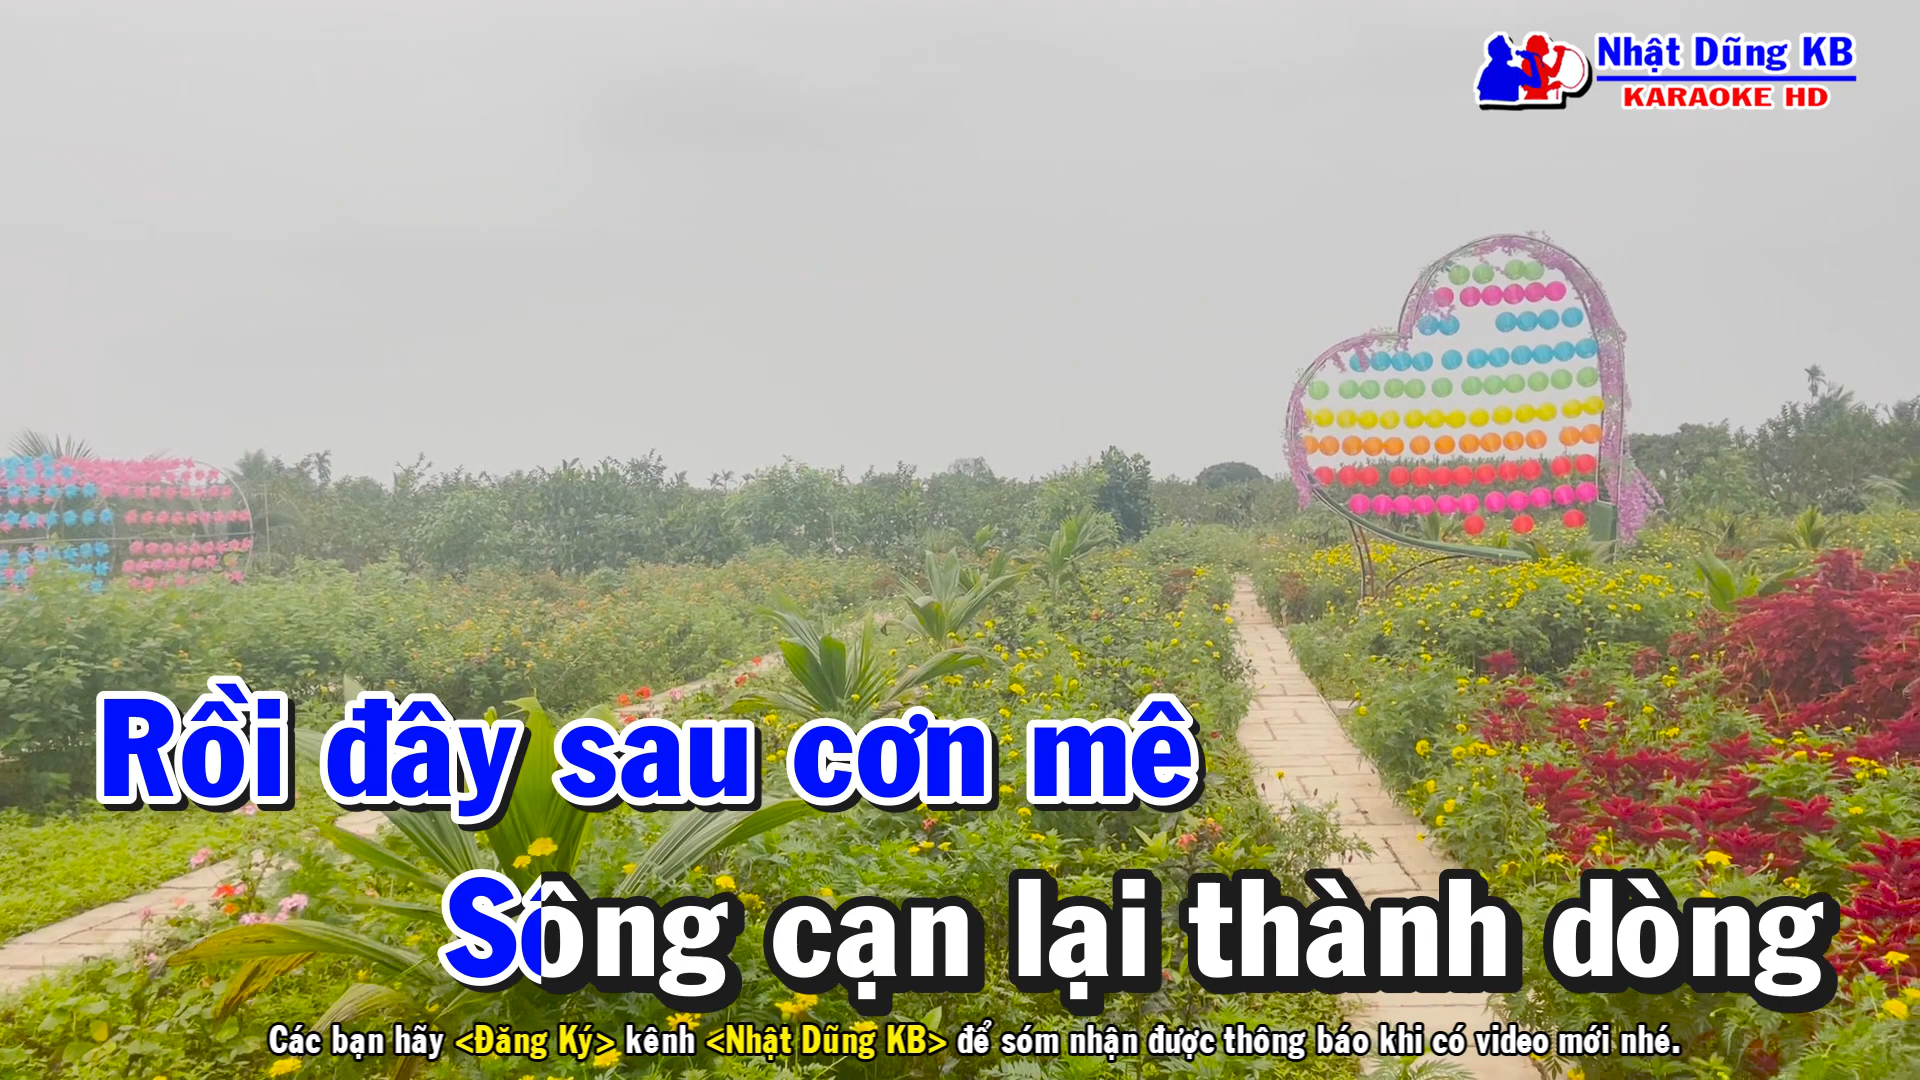 Nhật Dũng KB
KARAOKE HD
Rồi đây sau cơn mê
Sông cạn lại thành dòng
Các bạn hãy <Đăng Ký> kênh <Nhật Dũng KB> để sóm nhận được thông báo khi có video mới nhé.